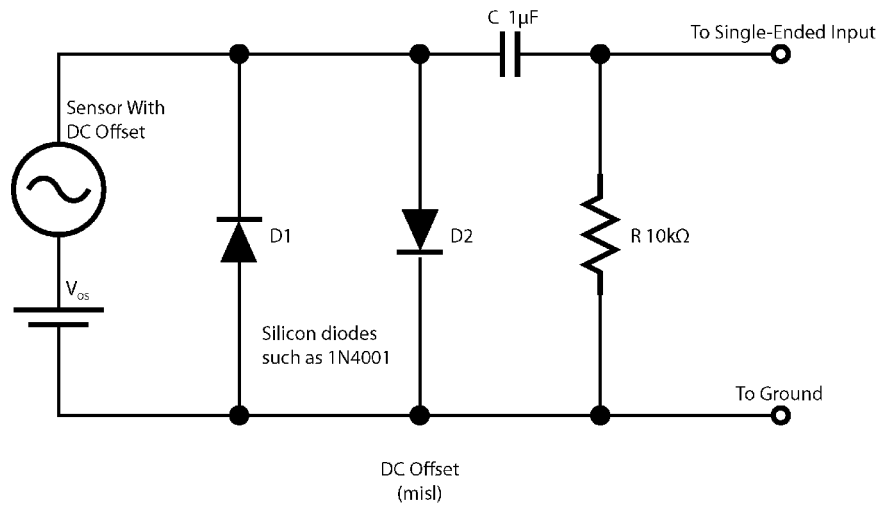 C 1µF
To Single-Ended Input
Sensor With
DC Offset
D1
D2
R 10kΩ
Vos
Silicon diodes
such as 1N4001
To Ground
DC Offset
(misl)